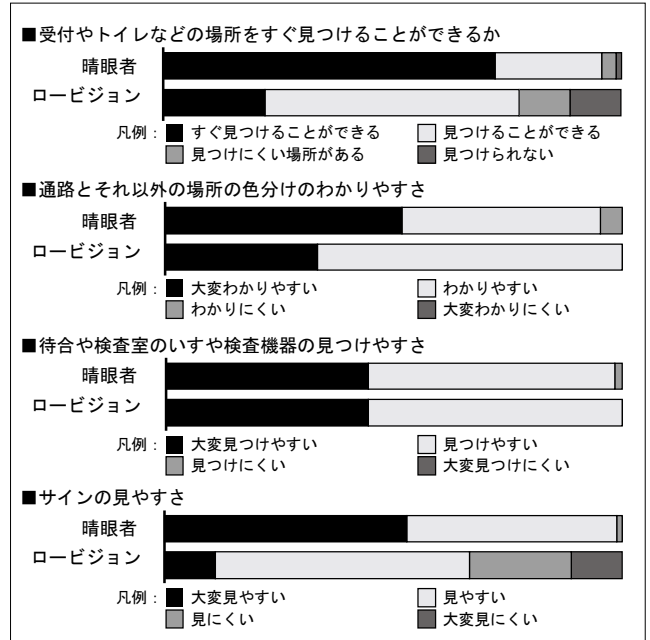 ■受付やトイレなどの場所をすぐ見つけることができるか
晴眼者
ロービジョン
凡例： すぐ見つけることができる 見つけることができる
見つけにくい場所がある 見つけられない
■通路とそれ以外の場所の色分けのわかりやすさ
晴眼者
ロービジョン
凡例： 大変わかりやすい わかりやすい
わかりにくい 大変わかりにくい
■待合や検査室のいすや検査機器の見つけやすさ
晴眼者
ロービジョン
凡例： 大変見つけやすい 見つけやすい
見つけにくい 大変見つけにくい
■サインの見やすさ
晴眼者
ロービジョン
凡例： 大変見やすい 見やすい
見にくい 大変見にくい